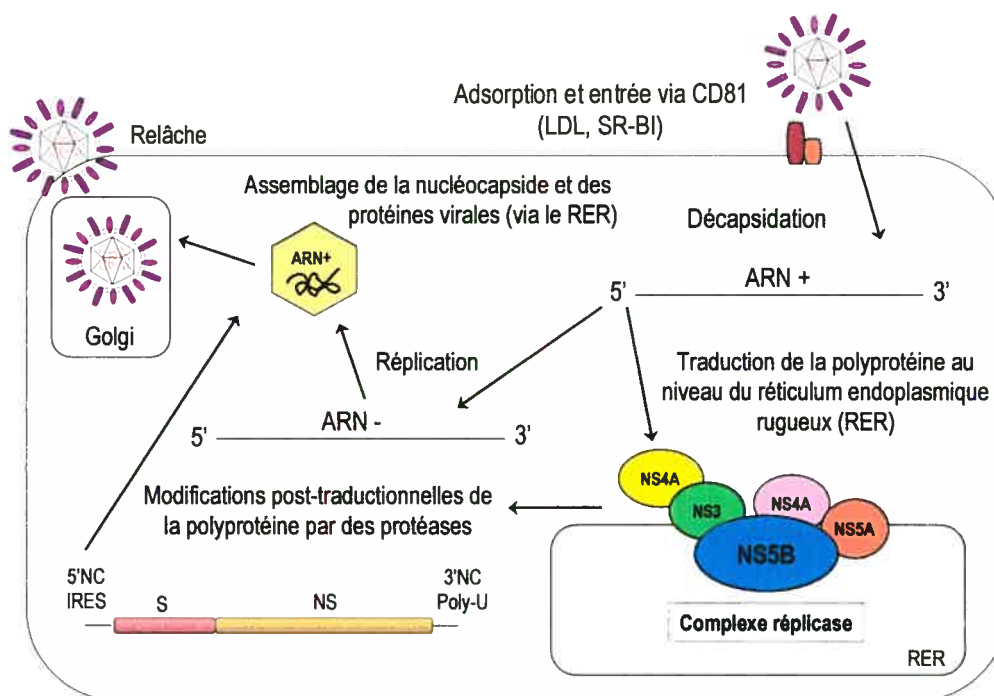 Adsorption et entrée via CD81
(LDL, SR-BI)
Relâche
Assemblage de la nucléocapside et des
protéines virales (via le RER)
Décapsidation
ARN+
5' ARN + 3'
Golgi
Réplication
Traduction de la polyprotéine au
niveau du réticulum endoplasmique
rugueux (RER)
5' ARN - 3'
NS4A
NS3
NS4A
NS5A
NS5B
Modifications post-traductionnelles de
la polyprotéine par des protéases
5'NC
IRES
S
NS
3'NC
Poly-U
Complexe réplicase
RER